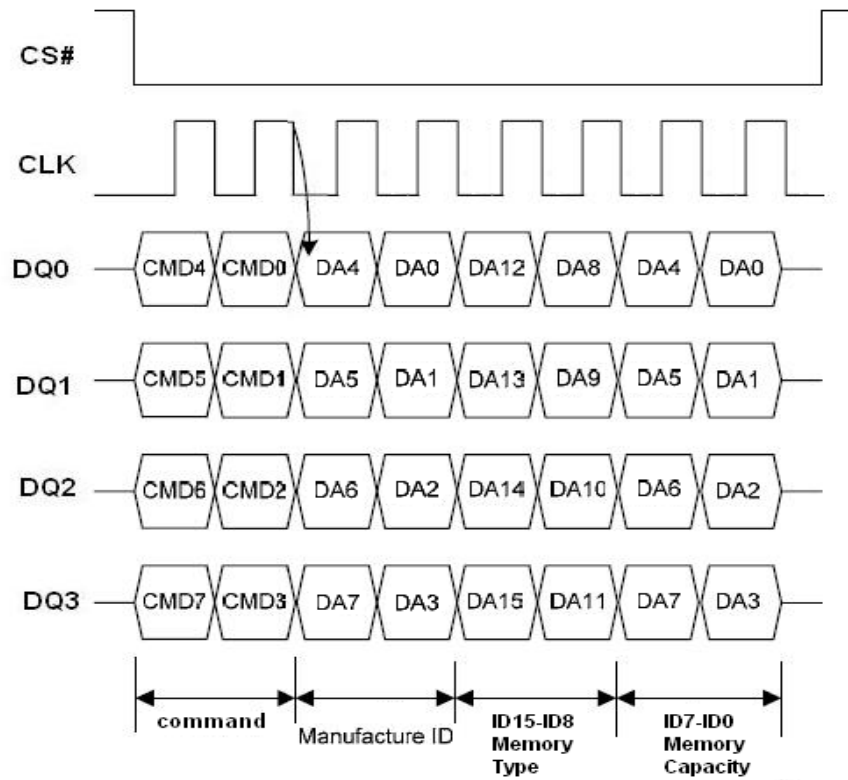 CS#
CLK
DQ0 CMD4 CMD0 DA4 DA0 DA12 DA8 DA4 DA0
DQ1 CMD5 CMD1 DA5 DA1 DA13 DA9 DA5 DA1
DQ2 CMD6 CMD2 DA6 DA2 DA14 DA10 DA6 DA2
DQ3 CMD7 CMD3 DA7 DA3 DA15 DA11 DA7 DA3
command
Manufacture ID
ID15-ID8
Memory
Type
ID7-ID0
Memory
Capacity